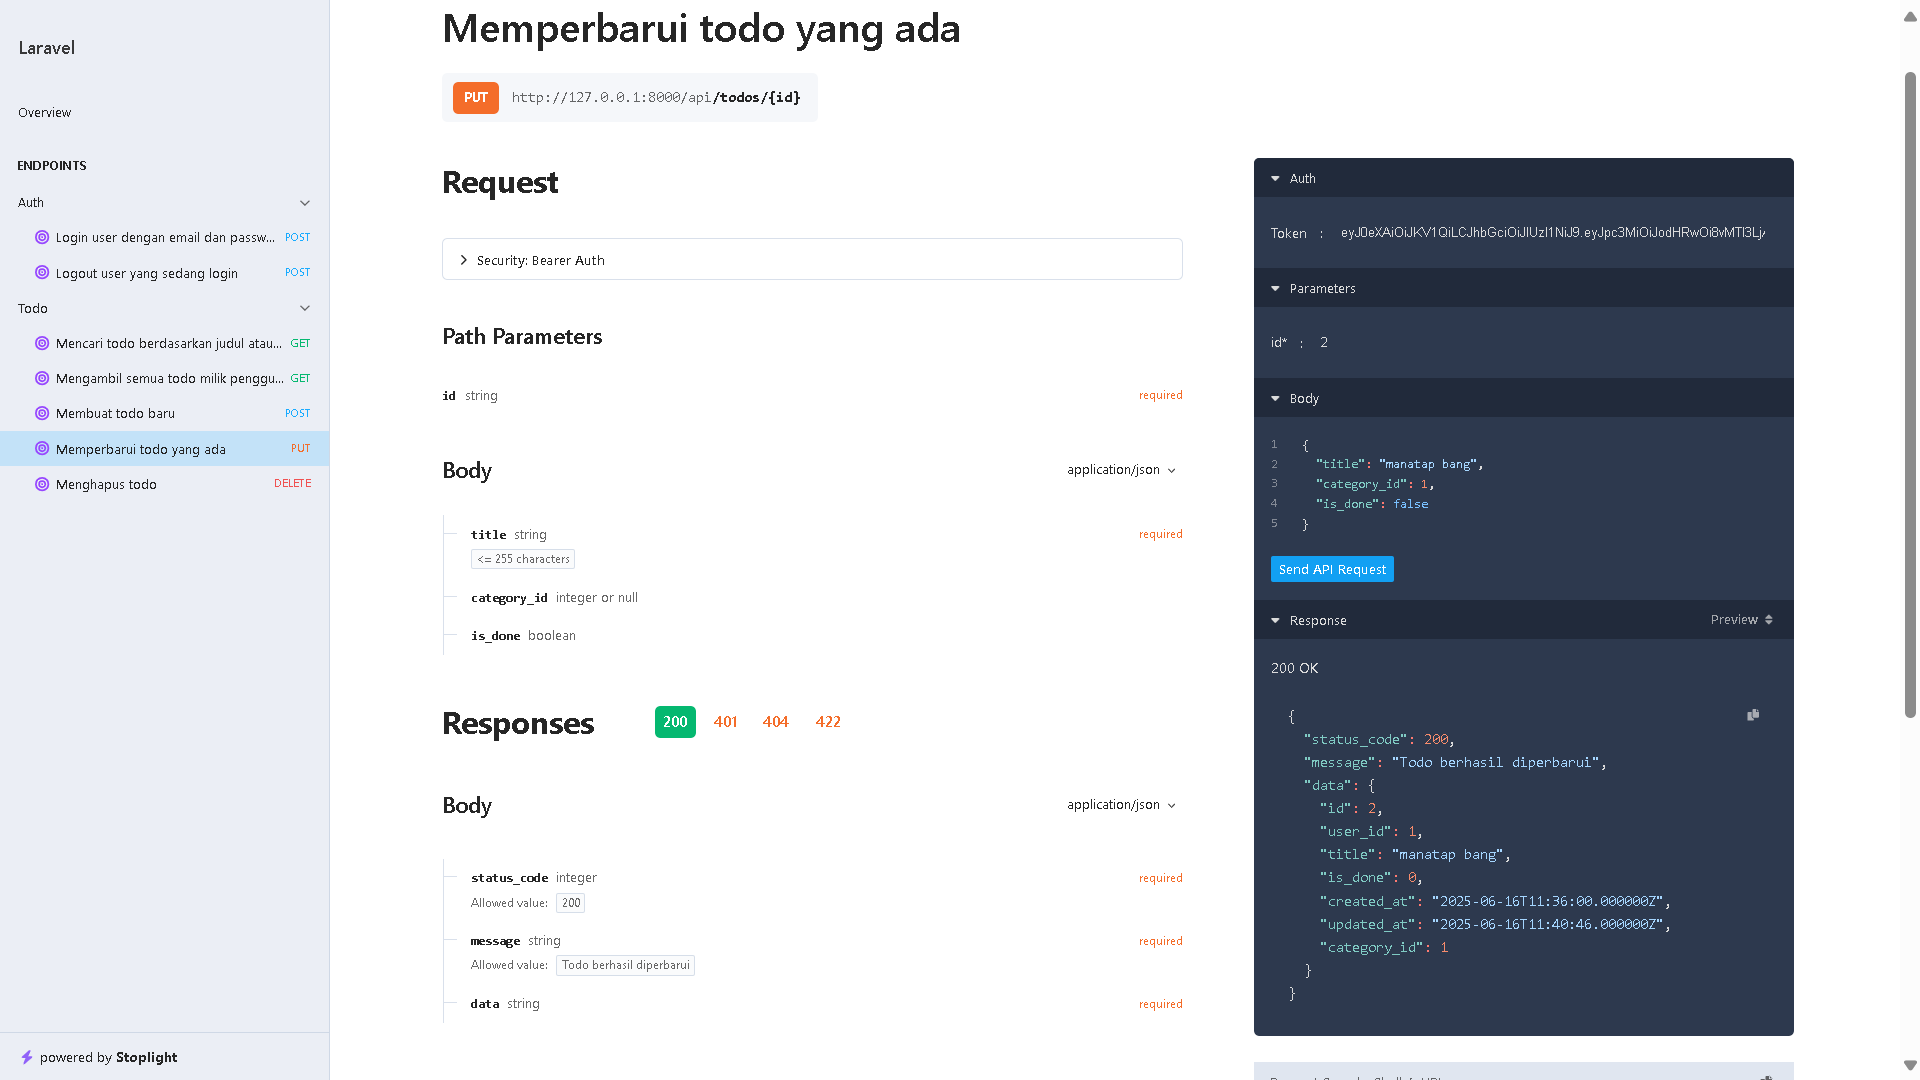 Laravel
Overview
ENDPOINTS
Auth
Login user dengan email dan passw... POST
Logout user yang sedang login POST
Todo
Mencari todo berdasarkan judul atau... GET
Mengambil semua todo milik penggu... GET
Membuat todo baru POST
Memperbarui todo yang ada PUT
Menghapus todo DELETE
powered by Stoplight
Memperbarui todo yang ada
PUT http://127.0.0.1:8000/api/todos/{id}
Request
Security: Bearer Auth
Path Parameters
id string required
Body application/json
title string required
<= 255 characters
category_id integer or null
is_done boolean
Responses 200 401 404 422
Body application/json
status_code integer required
Allowed value: 200
message string required
Allowed value: Todo berhasil diperbarui
data string required
Auth
Token : eyJ0eXAiOiJKV1QiLCJhbGciOiJIUzI1NiJ9.eyJpc3MiOiJodHRwOi8vMTI3Lj
Parameters
id* : 2
Body
1 {
2 "title": "manatap bang",
3 "category_id": 1,
4 "is_done": false
5 }
Send API Request
Response Preview
200 OK
{
"status_code": 200,
"message": "Todo berhasil diperbarui",
"data": {
"id": 2,
"user_id": 1,
"title": "manatap bang",
"is_done": 0,
"created_at": "2025-06-16T11:36:00.000000Z",
"updated_at": "2025-06-16T11:40:46.000000Z",
"category_id": 1
}
}